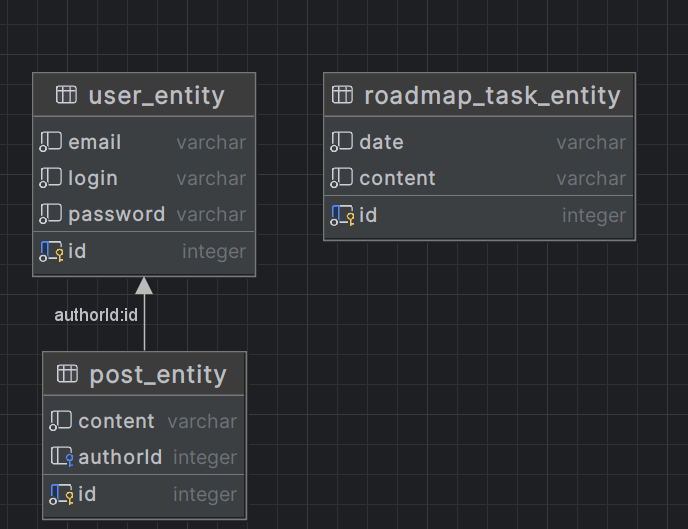 user_entity
email varchar
login varchar
password varchar
id integer
roadmap_task_entity
date varchar
content varchar
id integer
authorId:id
post_entity
content varchar
authorId integer
id integer